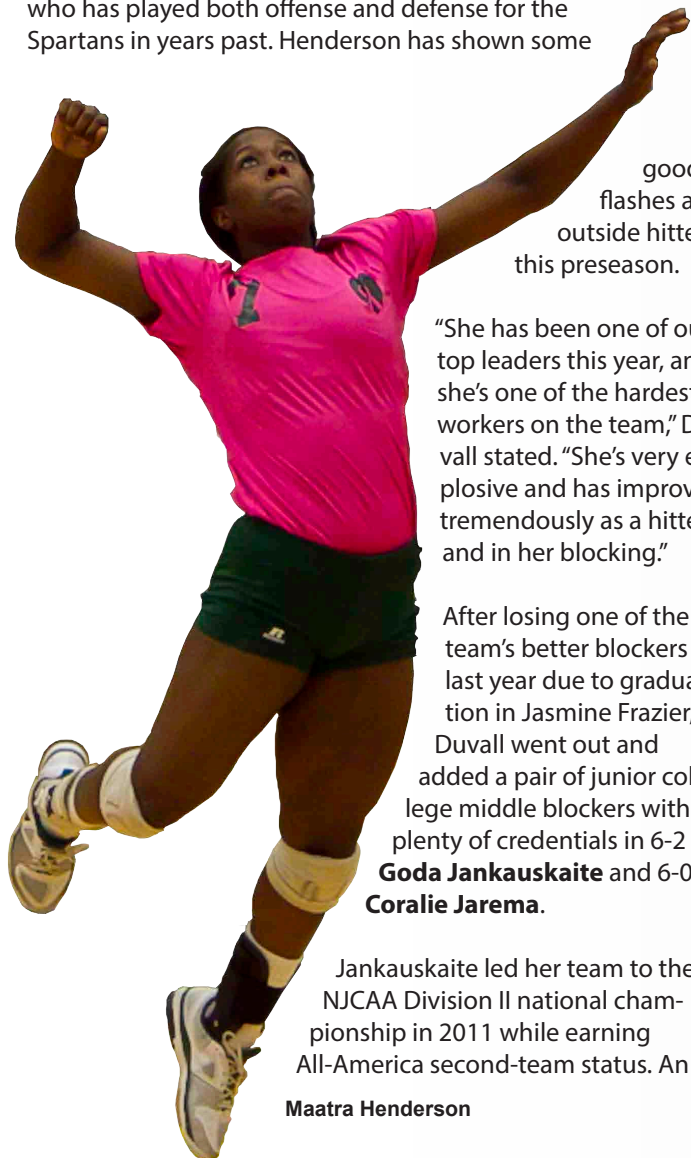 who has played both offense and defense for the
Spartans in years past. Henderson has shown some
good
flashes a
outside hitte
this preseason.
“She has been one of ou
top leaders this year, an
she’s one of the hardest
workers on the team,” D
vall stated. “She’s very e
plosive and has improv
tremendously as a hitte
and in her blocking.”
After losing one of the
team’s better blockers
last year due to gradua
tion in Jasmine Frazier,
Duvall went out and
added a pair of junior col
lege middle blockers with
plenty of credentials in 6-2
Goda Jankauskaite and 6-0
Coralie Jarema.
Jankauskaite led her team to the
NJCAA Division II national cham-
pionship in 2011 while earning
All-America second-team status. An
Maatra Henderson